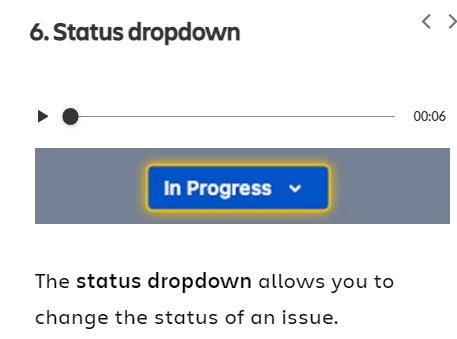 6. Status dropdown
00:06
In Progress
The status dropdown allows you to
change the status of an issue.